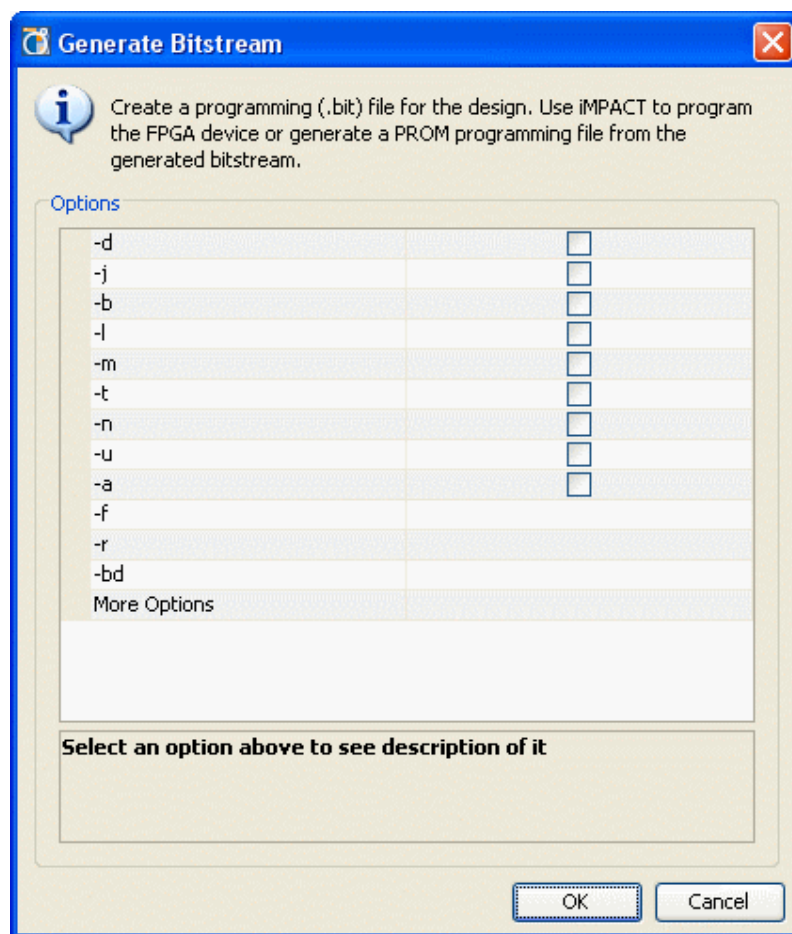 Generate Bitstream
Create a programming (.bit) file for the design. Use iMPACT to program
the FPGA device or generate a PROM programming file from the
generated bitstream.
Options
-d
-j
-b
-l
-m
-t
-n
-u
-a
-f
-r
-bd
More Options
Select an option above to see description of it
OK
Cancel